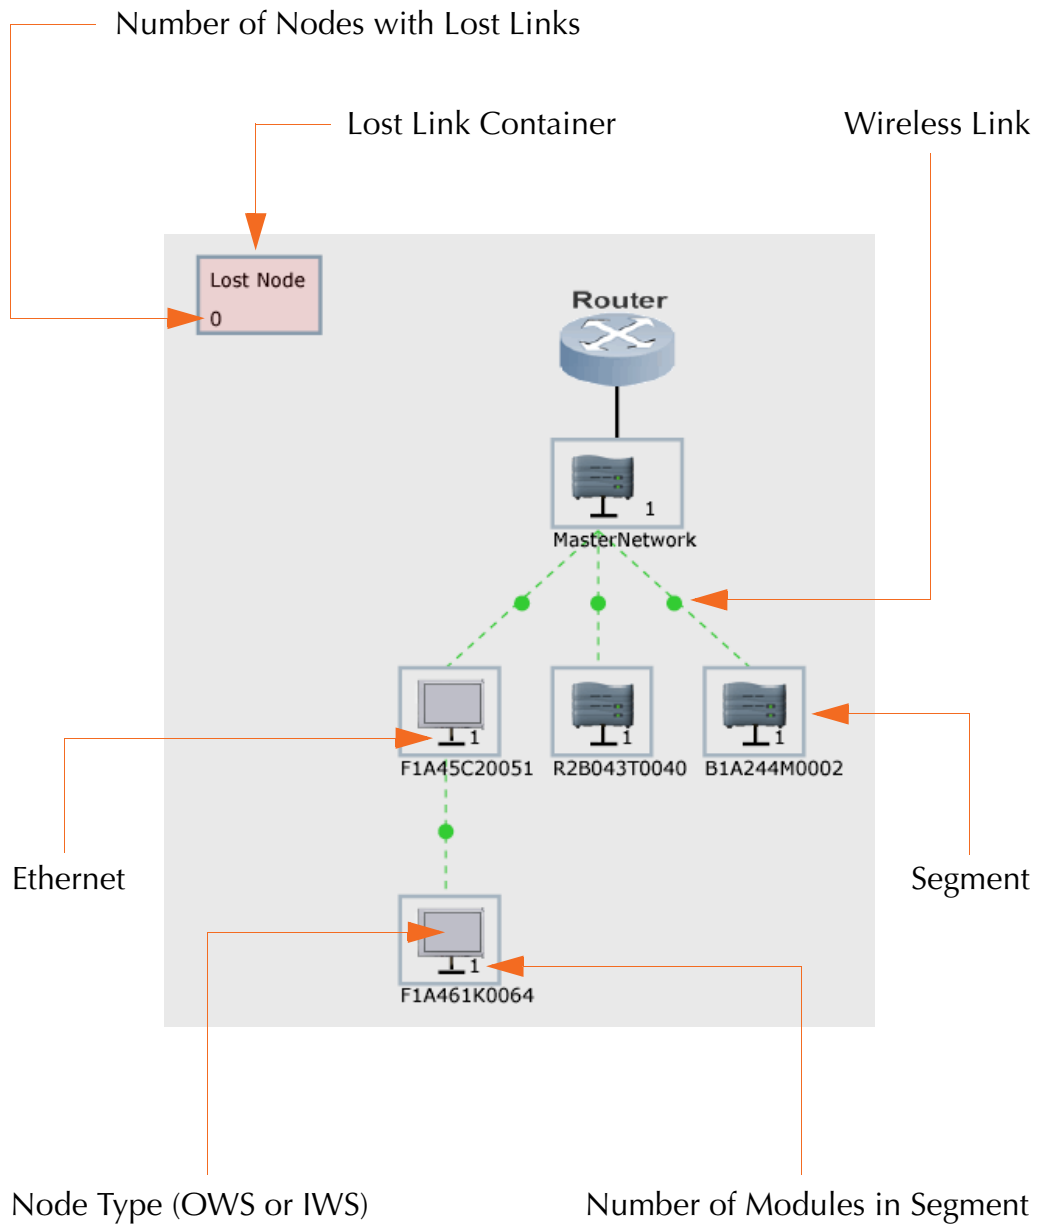 Number of Nodes with Lost Links
Lost Link Container
Wireless Link
Lost Node
0
Router
1
MasterNetwork
1
1
1
F1A45C20051
R2B043T0040
B1A244M0002
Ethernet
Segment
1
F1A461K0064
Node Type (OWS or IWS)
Number of Modules in Segment